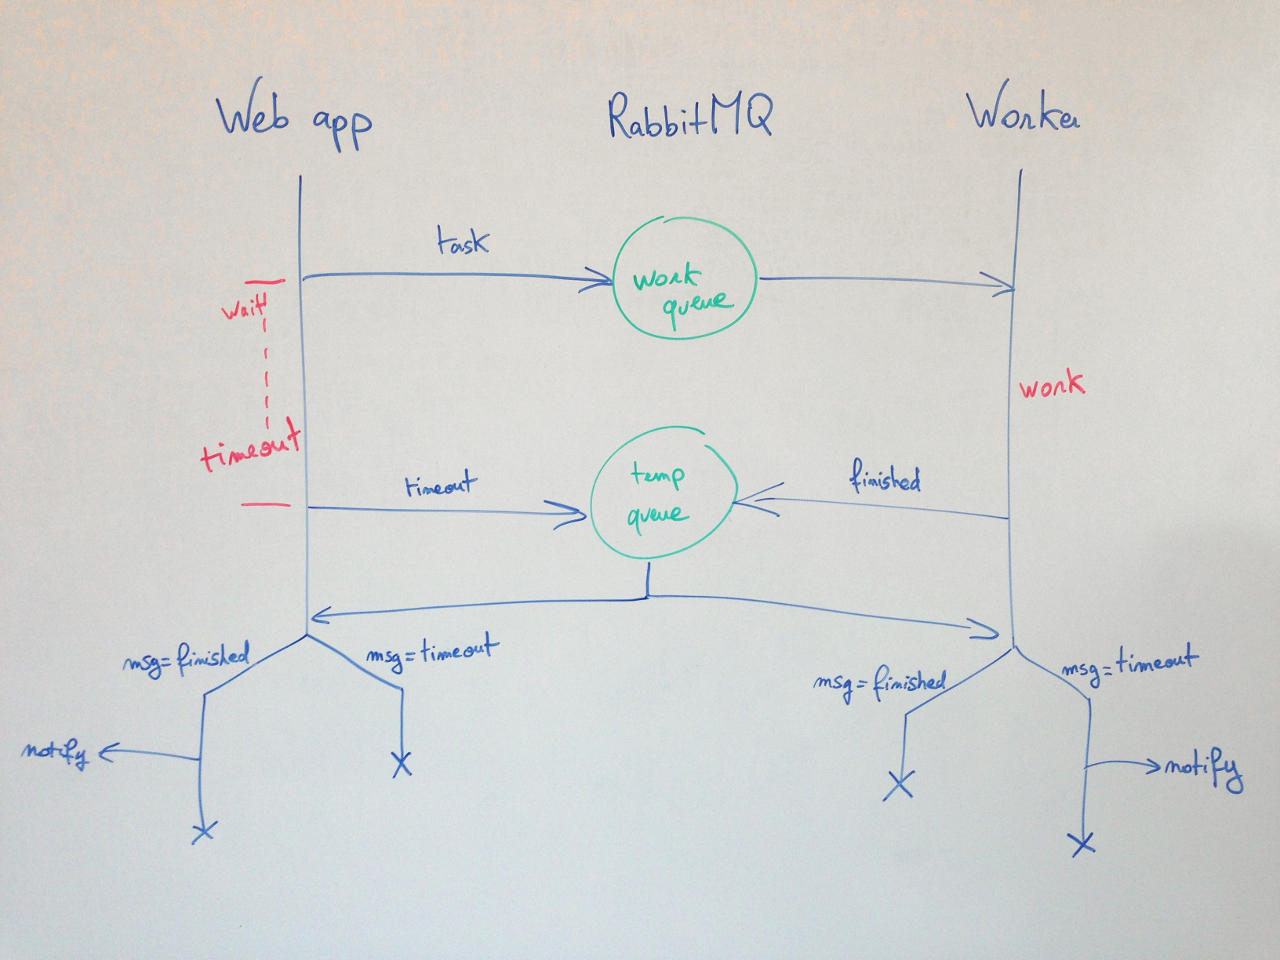 Web app
RabbitMQ
Worker
task
work
queue
wait
timeout
work
timeout
temp
queue
finished
msg=finished
msg=timeout
msg=finished
msg=timeout
notify
notify